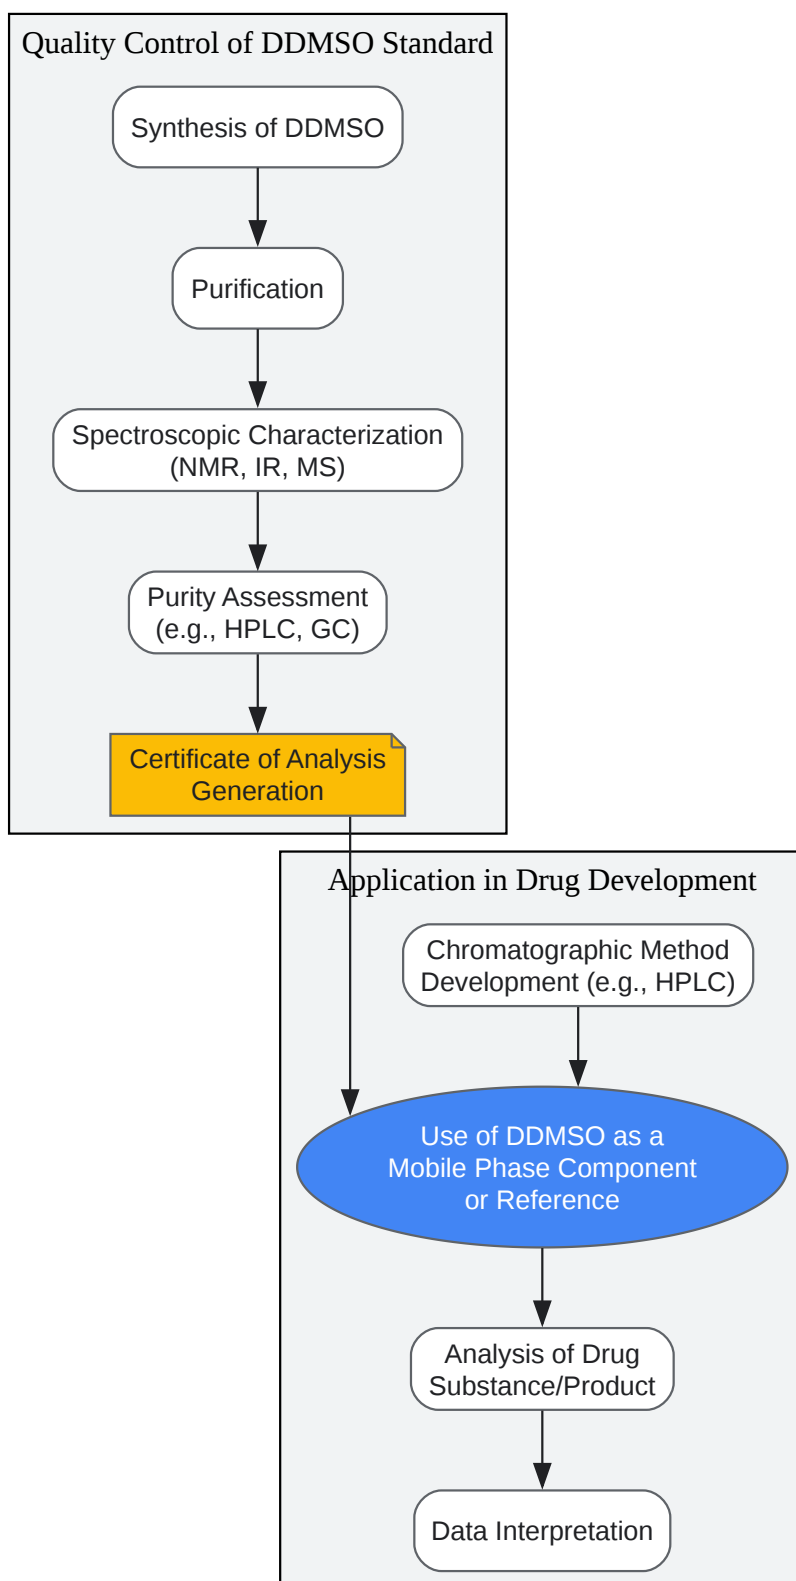 Quality Control of DDMSO Standard
Synthesis of DDMSO
Purification
Spectroscopic Characterization
(NMR, IR, MS)
Purity Assessment
(e.g., HPLC, GC)
Certificate of Analysis
Generation
Application in Drug Development
Chromatographic Method
Development (e.g., HPLC)
Use of DDMSO as a
Mobile Phase Component
or Reference
Analysis of Drug
Substance/Product
Data Interpretation